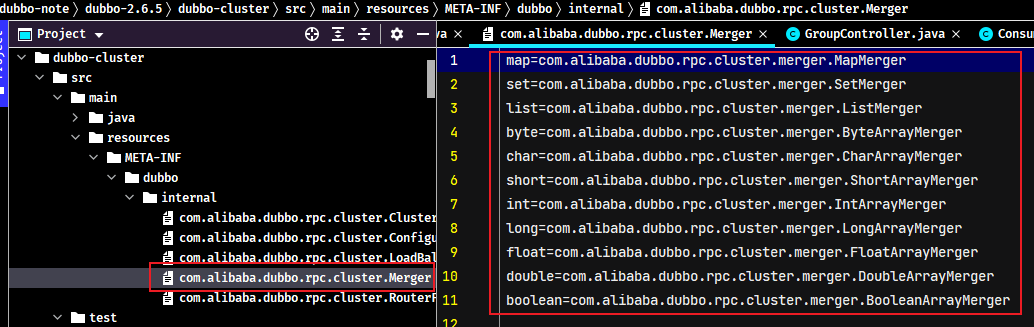 dubbo-note 〉 dubbo-2.6.5 〉 dubbo-cluster 〉 src 〉 main 〉 resources 〉 META-INF 〉 dubbo 〉 internal 〉 com.alibaba.dubbo.rpc.cluster.Merger
Project
com.alibaba.dubbo.rpc.cluster.Merger × GroupController.java × Consu
dubbo-cluster
src
main
java
resources
META-INF
dubbo
internal
com.alibaba.dubbo.rpc.cluster.Cluster
com.alibaba.dubbo.rpc.cluster.Configu
com.alibaba.dubbo.rpc.cluster.LoadBal
com.alibaba.dubbo.rpc.cluster.Merger
com.alibaba.dubbo.rpc.cluster.RouterF
test
1 map=com.alibaba.dubbo.rpc.cluster.merger.MapMerger
2 set=com.alibaba.dubbo.rpc.cluster.merger.SetMerger
3 list=com.alibaba.dubbo.rpc.cluster.merger.ListMerger
4 byte=com.alibaba.dubbo.rpc.cluster.merger.ByteArrayMerger
5 char=com.alibaba.dubbo.rpc.cluster.merger.CharArrayMerger
6 short=com.alibaba.dubbo.rpc.cluster.merger.ShortArrayMerger
7 int=com.alibaba.dubbo.rpc.cluster.merger.IntArrayMerger
8 long=com.alibaba.dubbo.rpc.cluster.merger.LongArrayMerger
9 float=com.alibaba.dubbo.rpc.cluster.merger.FloatArrayMerger
10 double=com.alibaba.dubbo.rpc.cluster.merger.DoubleArrayMerger
11 boolean=com.alibaba.dubbo.rpc.cluster.merger.BooleanArrayMerger
12